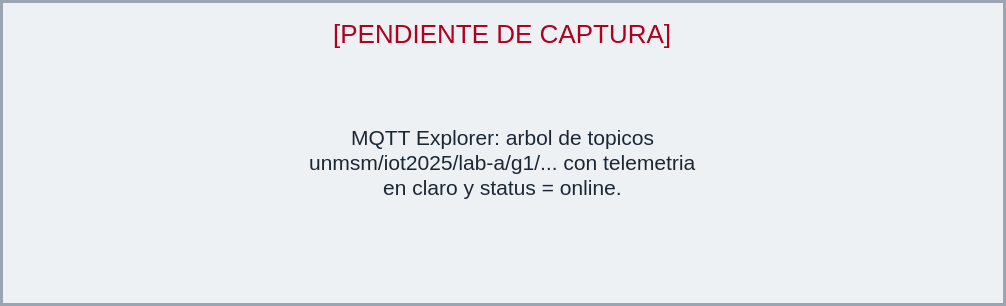 [PENDIENTE DE CAPTURA]
MQTT Explorer: arbol de topicos
unmsm/iot2025/lab-a/g1/... con telemetria
en claro y status = online.